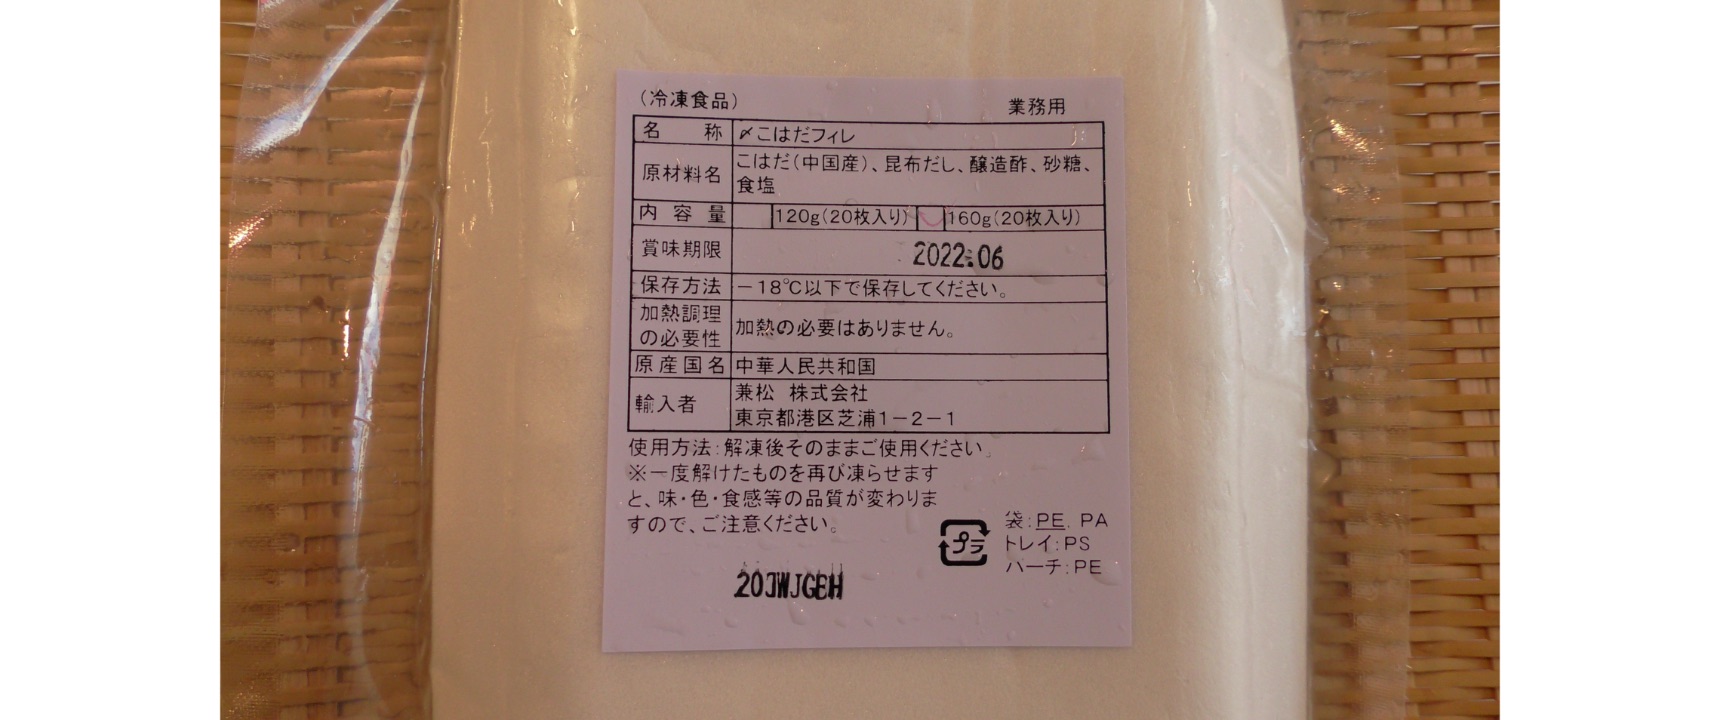 （冷凍食品）
業務用
名称 〆こはだフィレ
原材料名 こはだ（中国産）、昆布だし、醸造酢、砂糖、
食塩
内容量 120g（20枚入り） 160g（20枚入り）
賞味期限 2022.06
保存方法 －18℃以下で保存してください。
加熱調理
の必要性 加熱の必要はありません。
原産国名 中華人民共和国
輸入者 兼松 株式会社
東京都港区芝浦1－2－1
使用方法：解凍後そのままご使用ください
※一度解けたものを再び凍らせます
と、味・色・食感等の品質が変わりま
すので、ご注意ください。
プラ
袋：PE, PA
トレイ：PS
ハーチ：PE